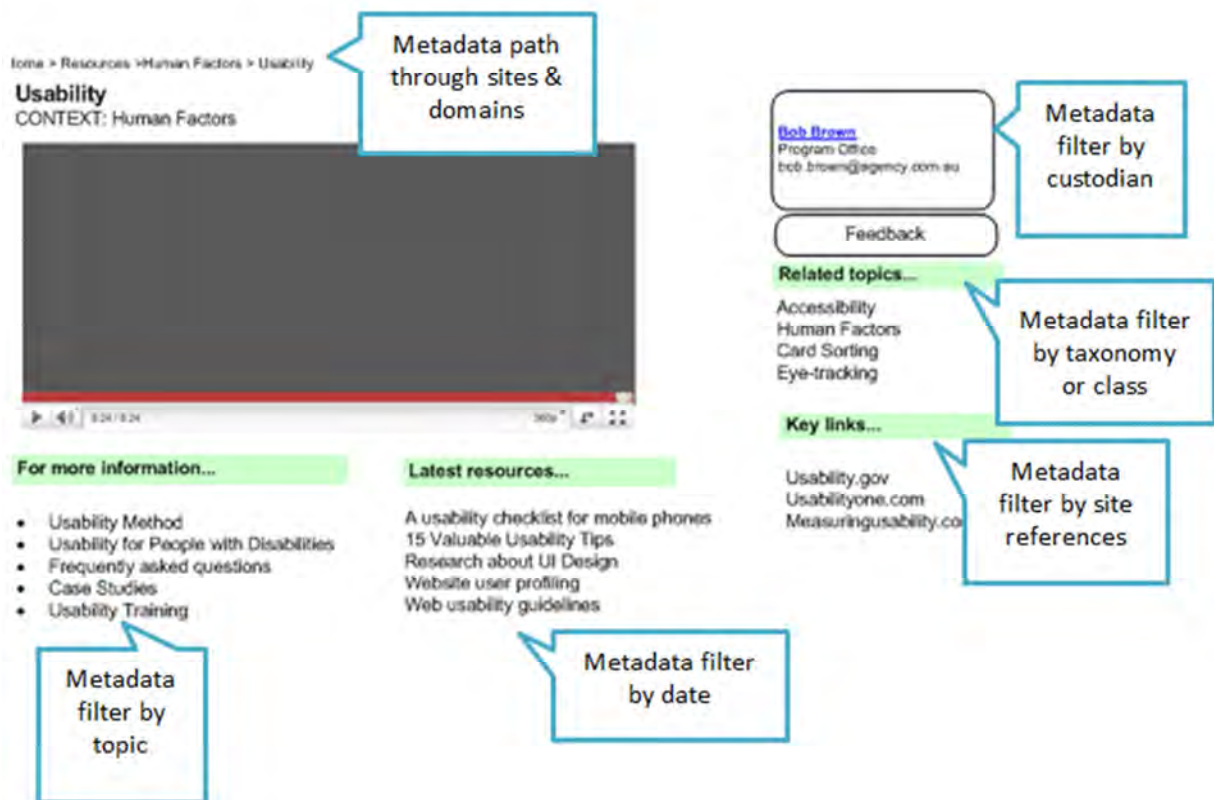 Home > Resources >Human Factors > Usability
Metadata path
through sites &
domains
Usability
CONTEXT: Human Factors
Bob Brown
Program Office
bob.brown@agency.com.au
Metadata
filter by
custodian
Feedback
Related topics...
Accessibility
Human Factors
Card Sorting
Eye-tracking
Metadata filter
by taxonomy
or class
Key links...
Usability.gov
Usabilityone.com
Measuringusability.co
Metadata
filter by site
references
For more information...
Usability Method
Usability for People with Disabilities
Frequently asked questions
Case Studies
Usability Training
Metadata
filter by
topic
Latest resources...
A usability checklist for mobile phones
15 Valuable Usability Tips
Research about UI Design
Website user profiling
Web usability guidelines
Metadata filter
by date